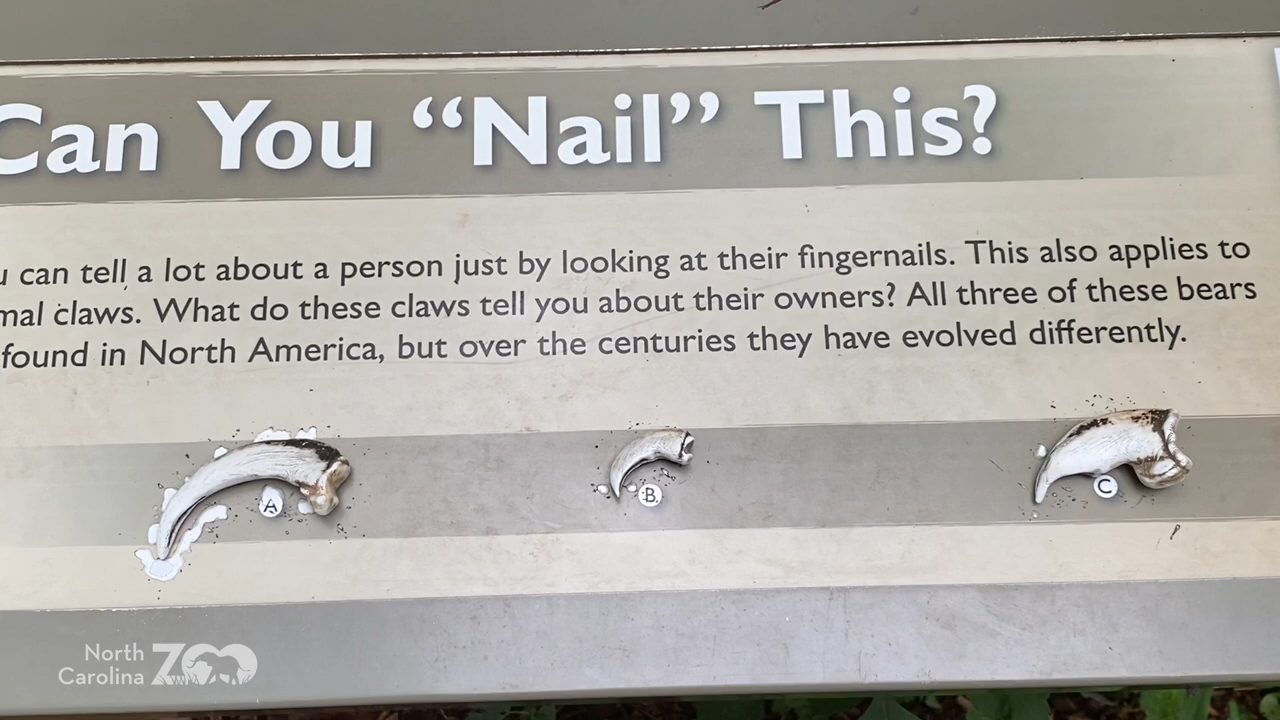 Can You “Nail” This?
u can tell a lot about a person just by looking at their fingernails. This also applies to
mal claws. What do these claws tell you about their owners? All three of these bears
found in North America, but over the centuries they have evolved differently.
A
B
C
North
Carolina ZOO